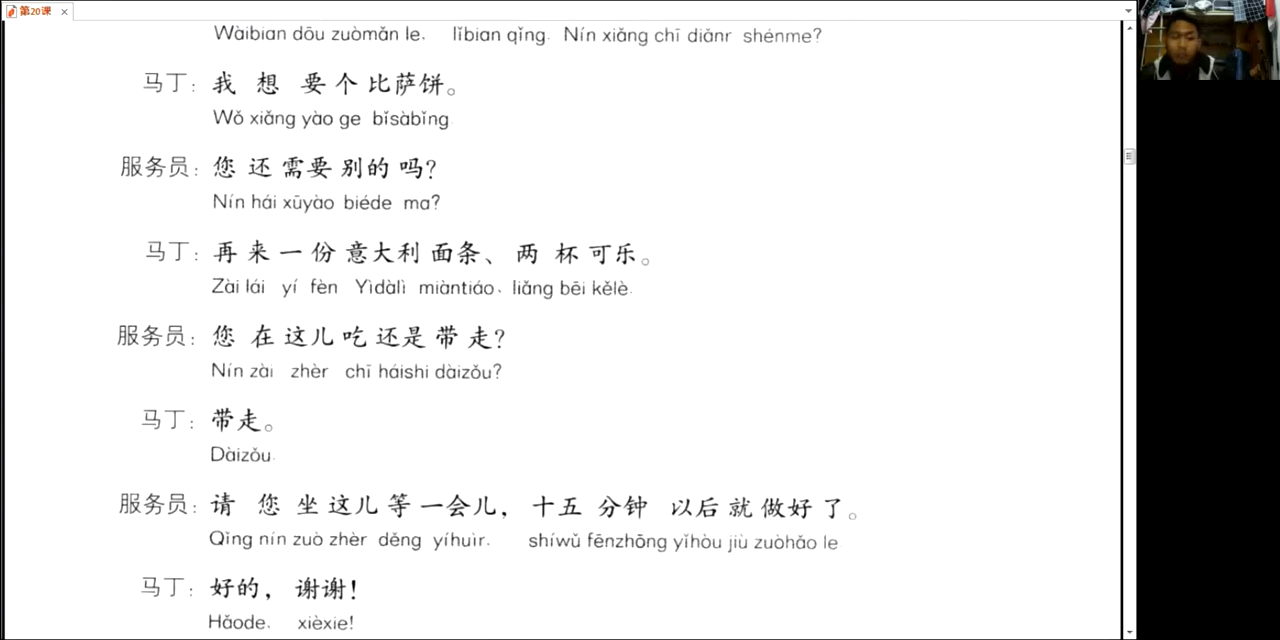 第20课
Wàibian dōu zuòmǎn le, lǐbian qǐng. Nín xiǎng chī diǎnr shénme?
马丁：我想要个比萨饼。
Wǒ xiǎng yào ge bǐsàbǐng.
服务员：您还需要别的吗？
Nín hái xūyào biéde ma?
马丁：再来一份意大利面条、两杯可乐。
Zài lái yí fèn Yìdàlì miàntiáo、liǎng bēi kělè.
服务员：您在这儿吃还是带走？
Nín zài zhèr chī háishi dàizǒu?
马丁：带走。
Dàizǒu.
服务员：请您坐这儿等一会儿，十五分钟以后就做好了。
Qǐng nín zuò zhèr děng yíhuìr, shíwǔ fēnzhōng yǐhòu jiù zuòhǎo le.
马丁：好的，谢谢！
Hǎode, xièxie!